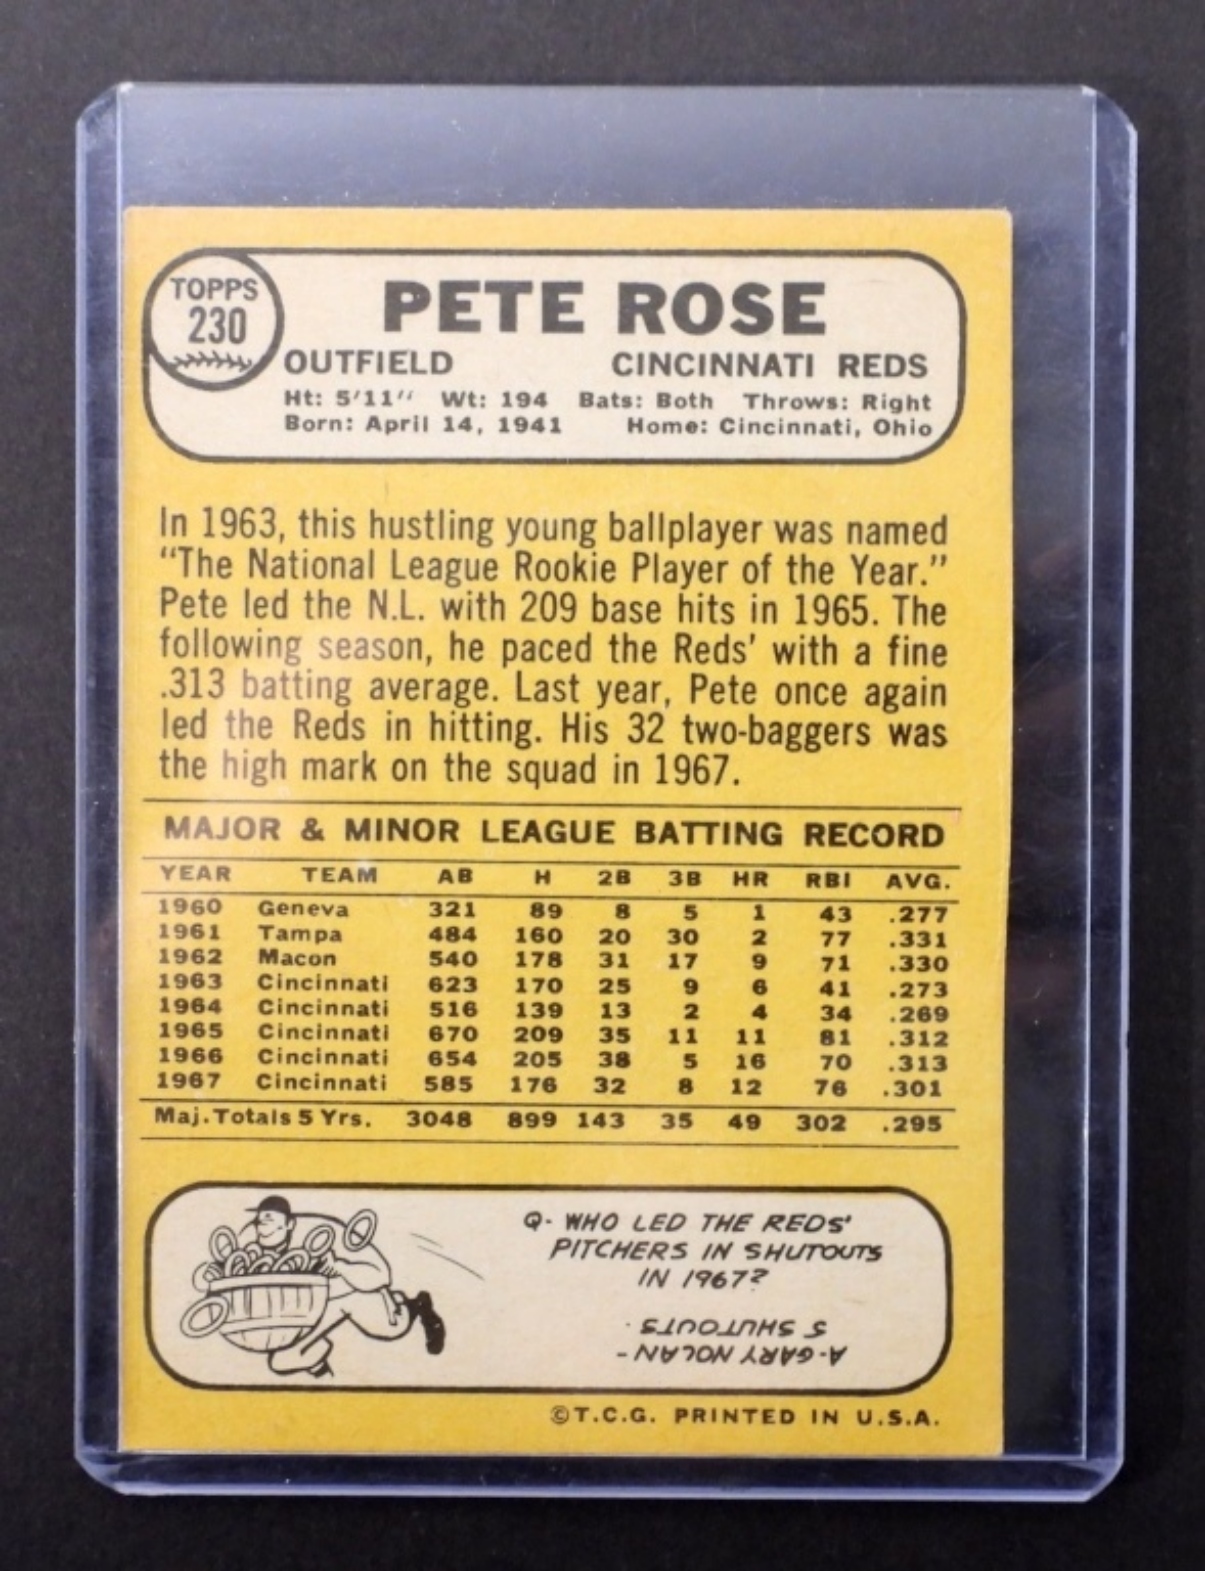 TOPPS
230
PETE ROSE
OUTFIELD CINCINNATI REDS
Ht: 5'11" Wt: 194 Bats: Both Throws: Right
Born: April 14, 1941 Home: Cincinnati, Ohio
In 1963, this hustling young ballplayer was named
"The National League Rookie Player of the Year."
Pete led the N.L. with 209 base hits in 1965. The
following season, he paced the Reds' with a fine
.313 batting average. Last year, Pete once again
led the Reds in hitting. His 32 two-baggers was
the high mark on the squad in 1967.
MAJOR & MINOR LEAGUE BATTING RECORD
YEAR TEAM AB H 2B 3B HR RBI AVG.
1960 Geneva 321 89 8 5 1 43 .277
1961 Tampa 484 160 20 30 2 77 .331
1962 Macon 540 178 31 17 9 71 .330
1963 Cincinnati 623 170 25 9 6 41 .273
1964 Cincinnati 516 139 13 2 4 34 .269
1965 Cincinnati 670 209 35 11 11 81 .312
1966 Cincinnati 654 205 38 5 16 70 .313
1967 Cincinnati 585 176 32 8 12 76 .301
Maj. Totals 5 Yrs. 3048 899 143 35 49 302 .295
Q- WHO LED THE REDS'
PITCHERS IN SHUTOUTS
IN 1967?
A-GARY NOLAN -
5 SHUTOUTS.
©T.C.G. PRINTED IN U.S.A.